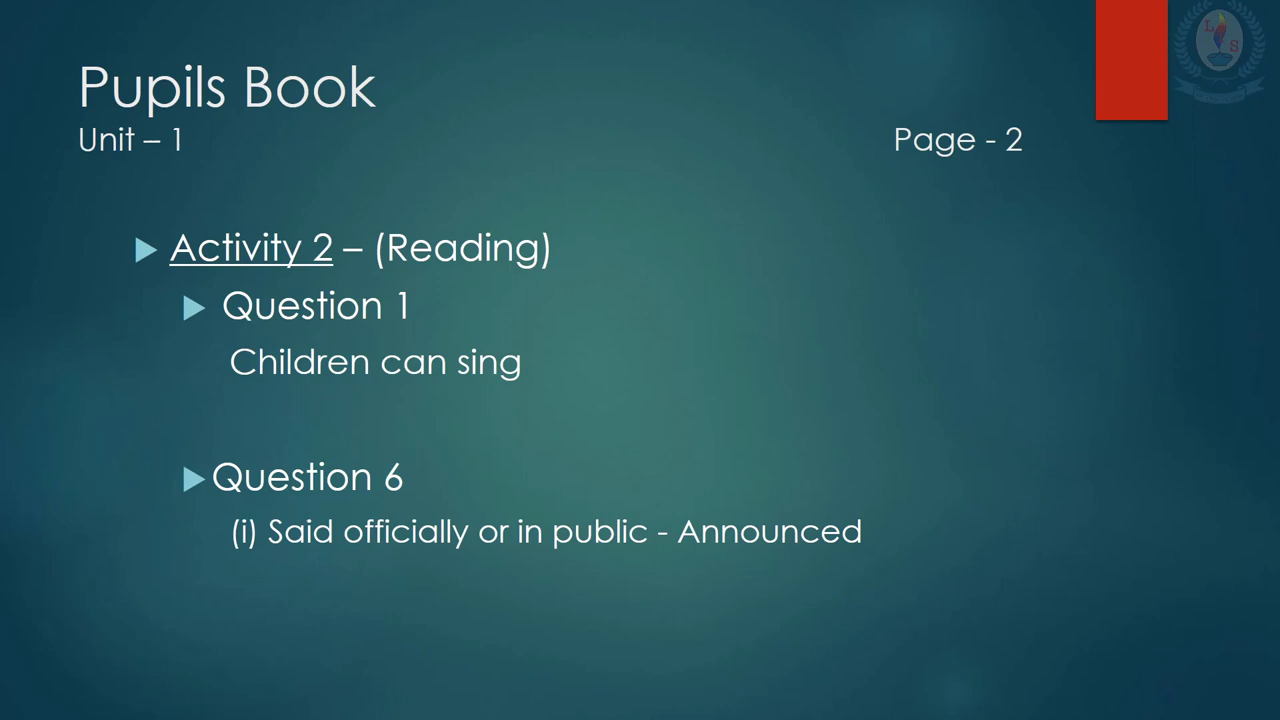 Pupils Book
Unit – 1 Page - 2
Activity 2 – (Reading)
Question 1
Children can sing
Question 6
(i) Said officially or in public - Announced
L S